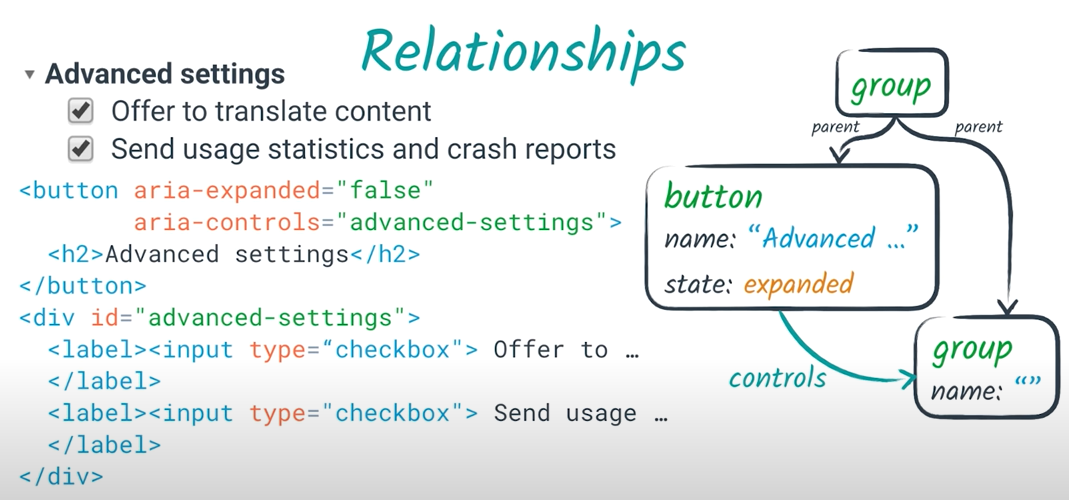 Relationships
Advanced settings
Offer to translate content
Send usage statistics and crash reports
<button aria-expanded="false"
aria-controls="advanced-settings">
<h2>Advanced settings</h2>
</button>
<div id="advanced-settings">
<label><input type=“checkbox"> Offer to …
</label>
<label><input type="checkbox"> Send usage …
</label>
</div>
group
parent
parent
button
name: “Advanced ...”
state: expanded
controls
group
name: “”